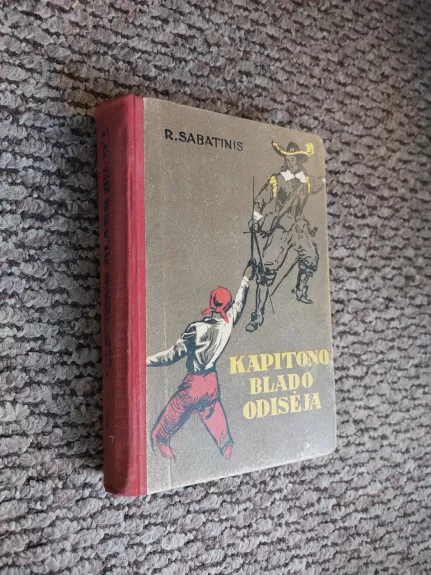 R. SABATINIS
KAPITONO
BLADO
ODISĖJA